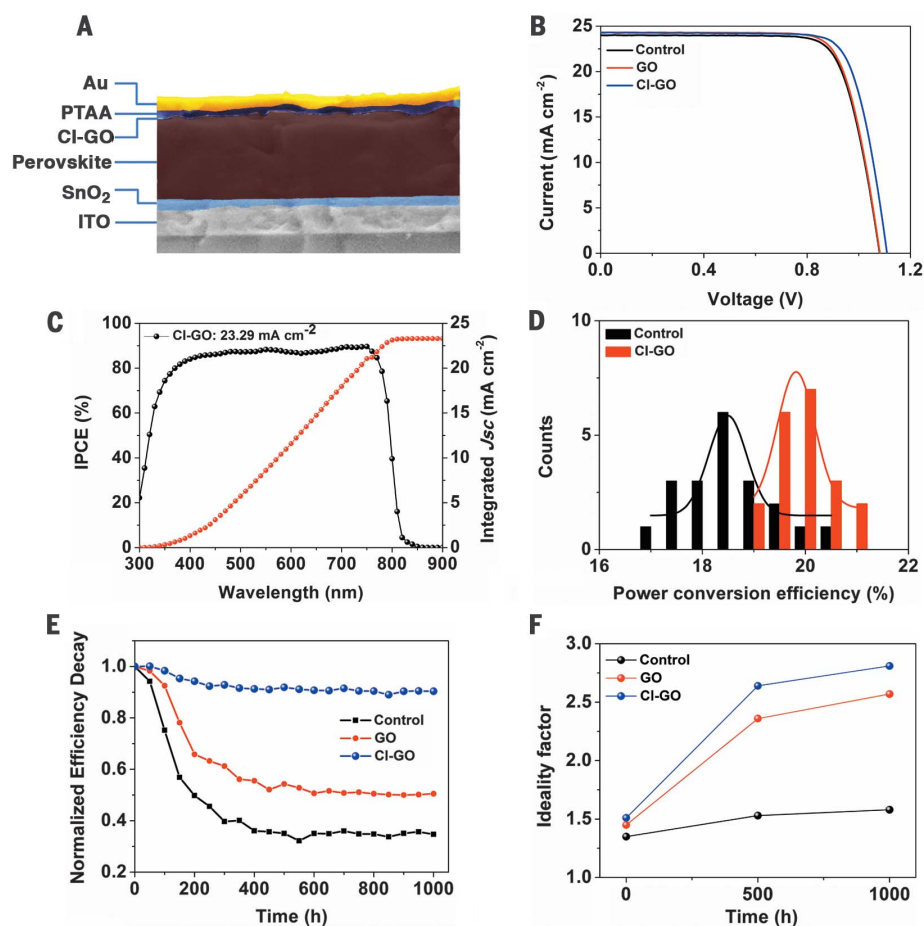 A
Au
PTAA
Cl-GO
Perovskite
SnO2
ITO
B
Control
GO
Cl-GO
Current (mA cm-2)
25
20
15
10
5
0
0.0 0.4 0.8 1.2
Voltage (V)
C
Cl-GO: 23.29 mA cm-2
IPCE (%)
100
80
60
40
20
0
25
20
15
10
5
0
Integrated Jsc (mA cm-2)
300 400 500 600 700 800 900
Wavelength (nm)
D
Control
Cl-GO
Counts
10
5
0
16 18 20 22
Power conversion efficiency (%)
E
Normalized Efficiency Decay
1.0
0.8
0.6
0.4
0.2
Control
GO
Cl-GO
0 200 400 600 800 1000
Time (h)
F
Control
GO
Cl-GO
Ideality factor
3.0
2.5
2.0
1.5
1.0
0 500 1000
Time (h)